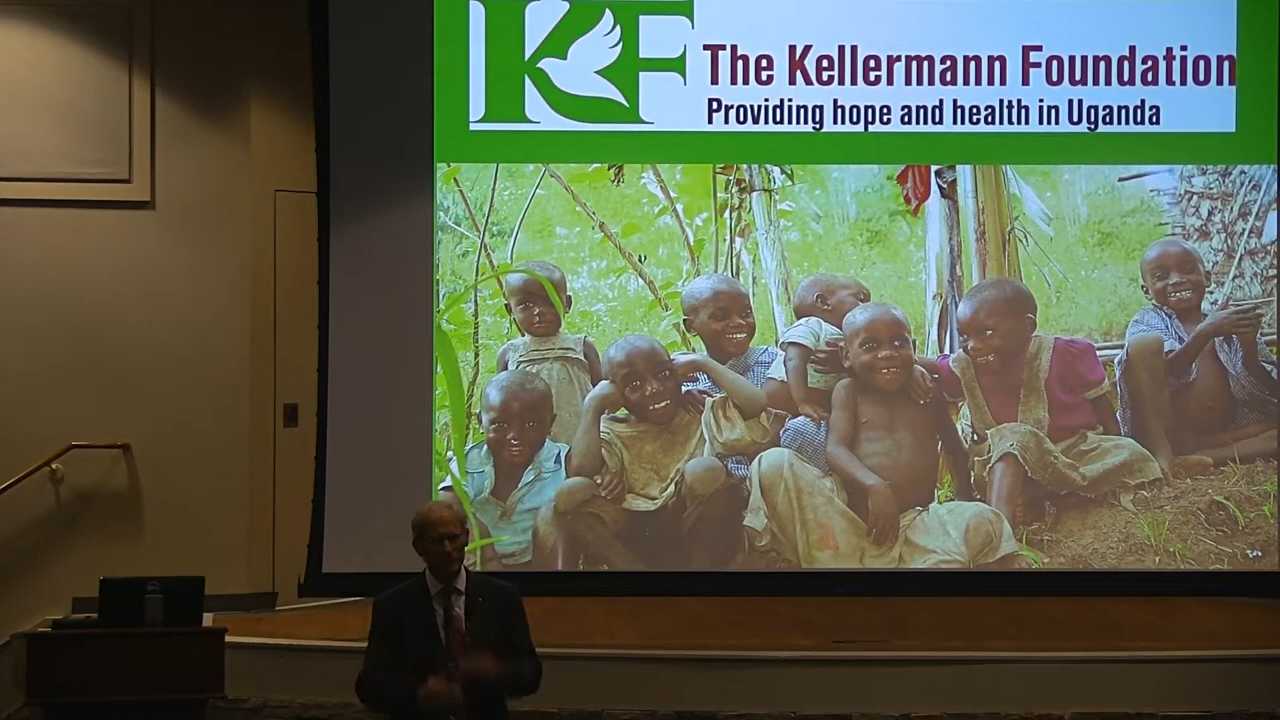 KF
The Kellermann Foundation
Providing hope and health in Uganda